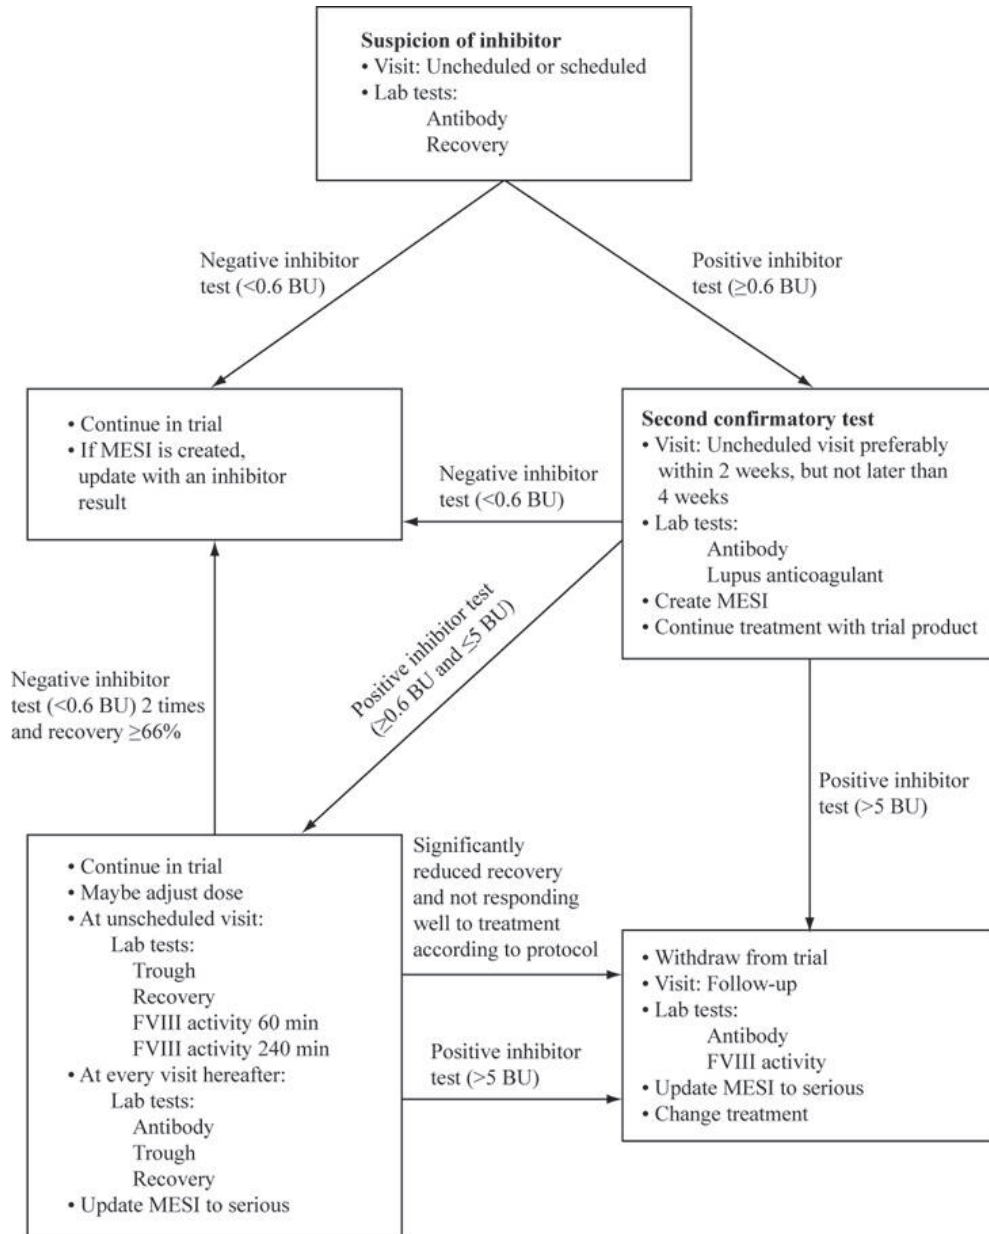 Suspicion of inhibitor
• Visit: Uncheduled or scheduled
• Lab tests:
Antibody
Recovery
Negative inhibitor
test (<0.6 BU)
Positive inhibitor
test (≥0.6 BU)
• Continue in trial
• If MESI is created,
update with an inhibitor
result
Negative inhibitor
test (<0.6 BU)
Second confirmatory test
• Visit: Uncheduled visit preferably
within 2 weeks, but not later than
4 weeks
• Lab tests:
Antibody
Lupus anticoagulant
• Create MESI
• Continue treatment with trial product
Positive inhibitor test
(≥0.6 BU and ≤5 BU)
Negative inhibitor
test (<0.6 BU) 2 times
and recovery ≥66%
Positive inhibitor
test (>5 BU)
• Continue in trial
• Maybe adjust dose
• At unscheduled visit:
Lab tests:
Trough
Recovery
FVIII activity 60 min
FVIII activity 240 min
• At every visit hereafter:
Lab tests:
Antibody
Trough
Recovery
• Update MESI to serious
Significantly
reduced recovery
and not responding
well to treatment
according to protocol
Positive inhibitor
test (>5 BU)
• Withdraw from trial
• Visit: Follow-up
• Lab tests:
Antibody
FVIII activity
• Update MESI to serious
• Change treatment